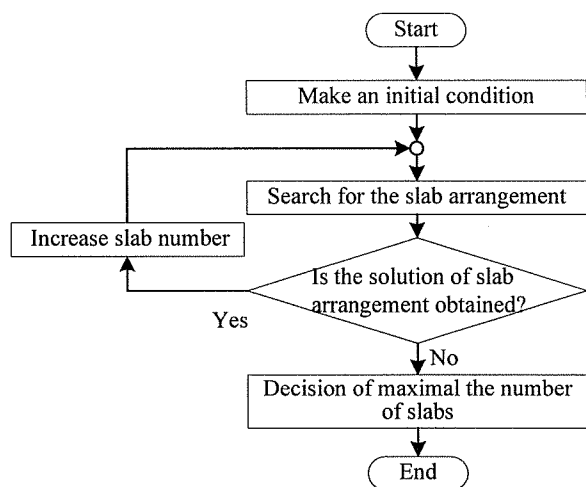 Start
Make an initial condition
Search for the slab arrangement
Increase slab number
Is the solution of slab
arrangement obtained?
Yes
No
Decision of maximal the number
of slabs
End